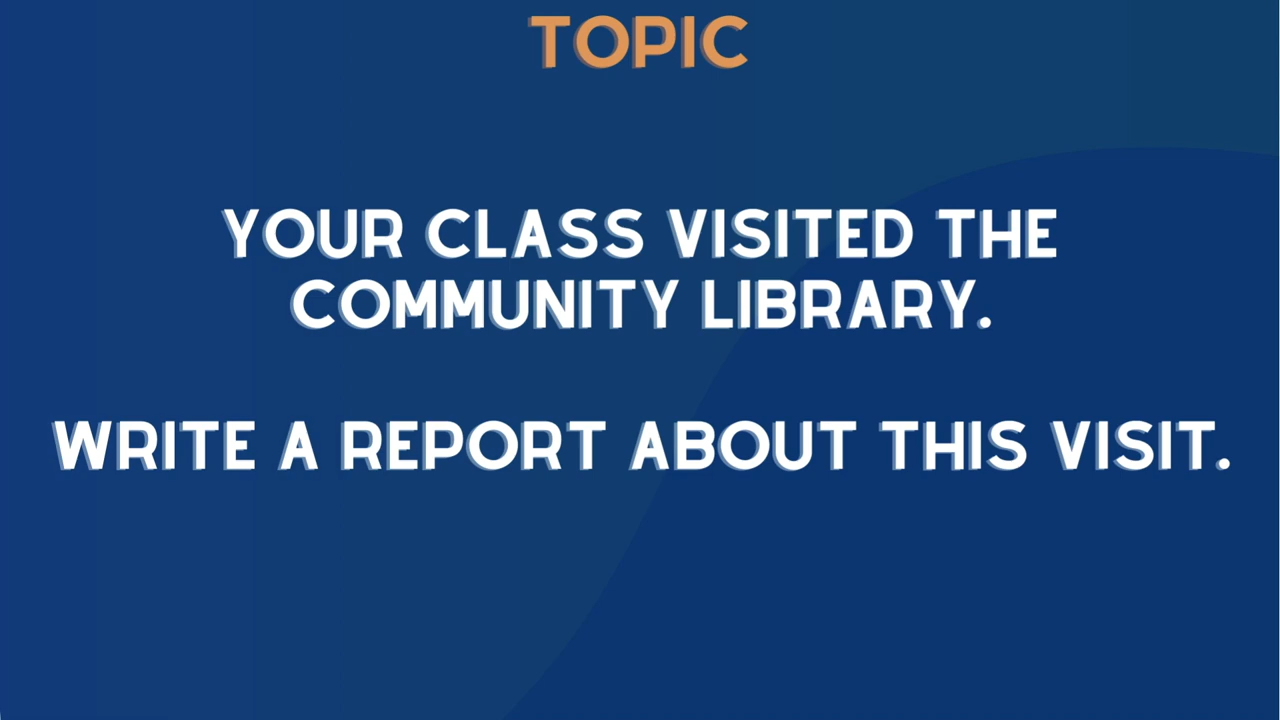 TOPIC
YOUR CLASS VISITED THE
COMMUNITY LIBRARY.
WRITE A REPORT ABOUT THIS VISIT.